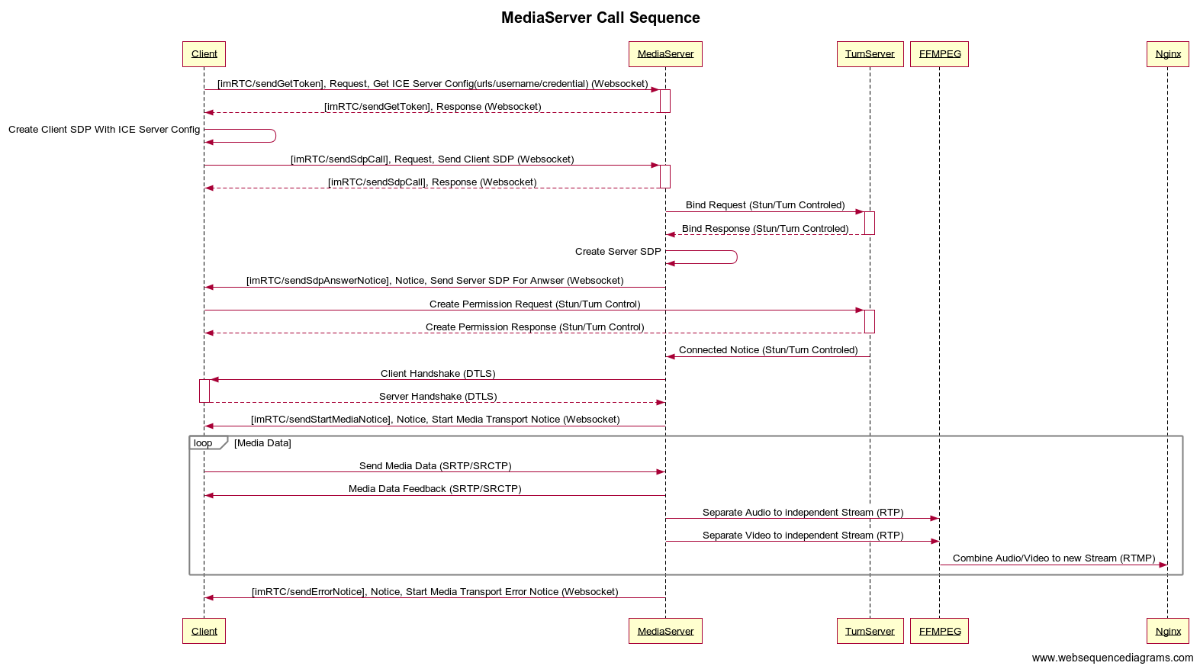 MediaServer Call Sequence
Client
MediaServer
TurnServer
FFMPEG
Nginx
[imRTC/sendGetToken], Request, Get ICE Server Config(urls/username/credential) (Websocket)
[imRTC/sendGetToken], Response (Websocket)
Create Client SDP With ICE Server Config
[imRTC/sendSdpCall], Request, Send Client SDP (Websocket)
[imRTC/sendSdpCall], Response (Websocket)
Bind Request (Stun/Turn Controled)
Bind Response (Stun/Turn Controled)
Create Server SDP
[imRTC/sendSdpAnswerNotice], Notice, Send Server SDP For Anwser (Websocket)
Create Permission Request (Stun/Turn Control)
Create Permission Response (Stun/Turn Control)
Connected Notice (Stun/Turn Controled)
Client Handshake (DTLS)
Server Handshake (DTLS)
[imRTC/sendStartMediaNotice], Notice, Start Media Transport Notice (Websocket)
loop [Media Data]
Send Media Data (SRTP/SRCTP)
Media Data Feedback (SRTP/SRCTP)
Separate Audio to independent Stream (RTP)
Separate Video to independent Stream (RTP)
Combine Audio/Video to new Stream (RTMP)
[imRTC/sendErrorNotice], Notice, Start Media Transport Error Notice (Websocket)
Client
MediaServer
TurnServer
FFMPEG
Nginx
www.websequencediagrams.com